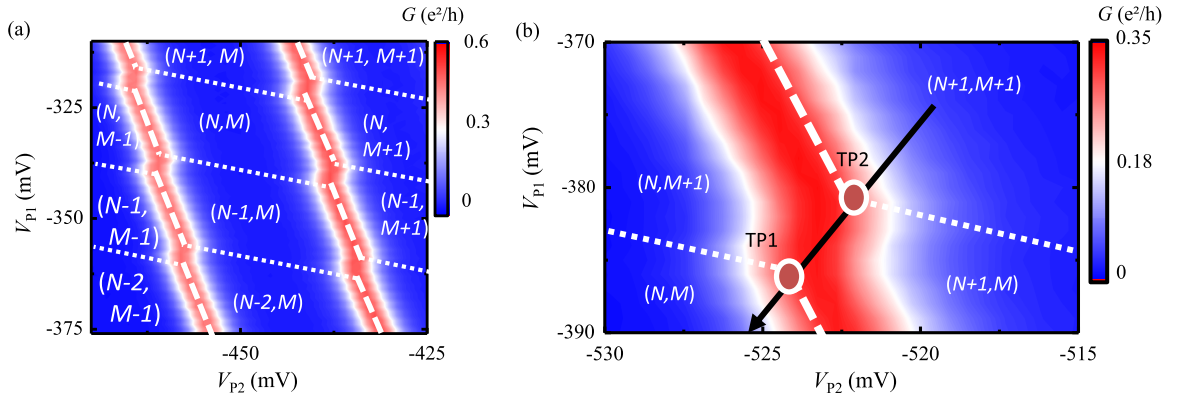 (a)
G (e²/h)
0.6
0.3
0
(N+1, M)
(N+1, M+1)
(N,
M-1)
(N,M)
(N,
M+1)
(N-1,
M-1)
(N-1,M)
(N-1,
M+1)
(N-2,
M-1)
(N-2,M)
-325
-350
-375
V_P1 (mV)
-450
-425
V_P2 (mV)
(b)
G (e²/h)
0.35
0.18
0
-370
-380
-390
V_P1 (mV)
(N+1,M+1)
TP2
(N,M+1)
TP1
(N,M)
(N+1,M)
-530
-525
-520
-515
V_P2 (mV)